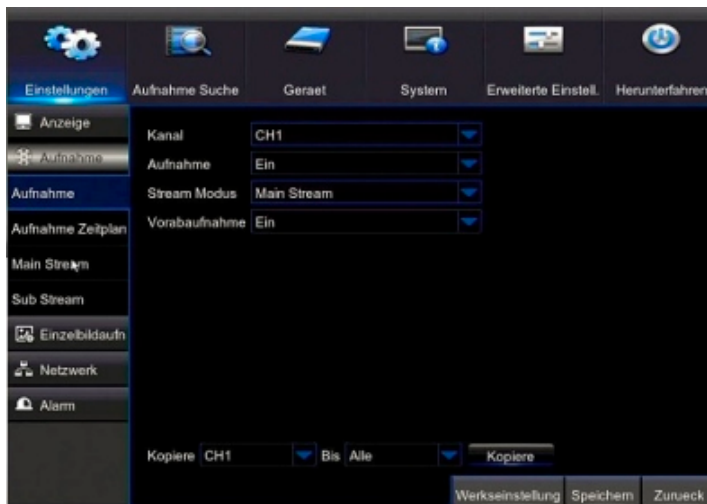 Einstellungen
Aufnahme Suche
Geraet
System
Erweiterte Einstell.
Herunterfahren
Anzeige
Aufnahme
Aufnahme
Aufnahme Zeitplan
Main Stream
Sub Stream
Einzelbildaufn
Netzwerk
Alarm
Kanal CH1
Aufnahme Ein
Stream Modus Main Stream
Vorabaufnahme Ein
Kopiere CH1 Bis Alle Kopiere
Werkseinstellung Speichern Zurueck